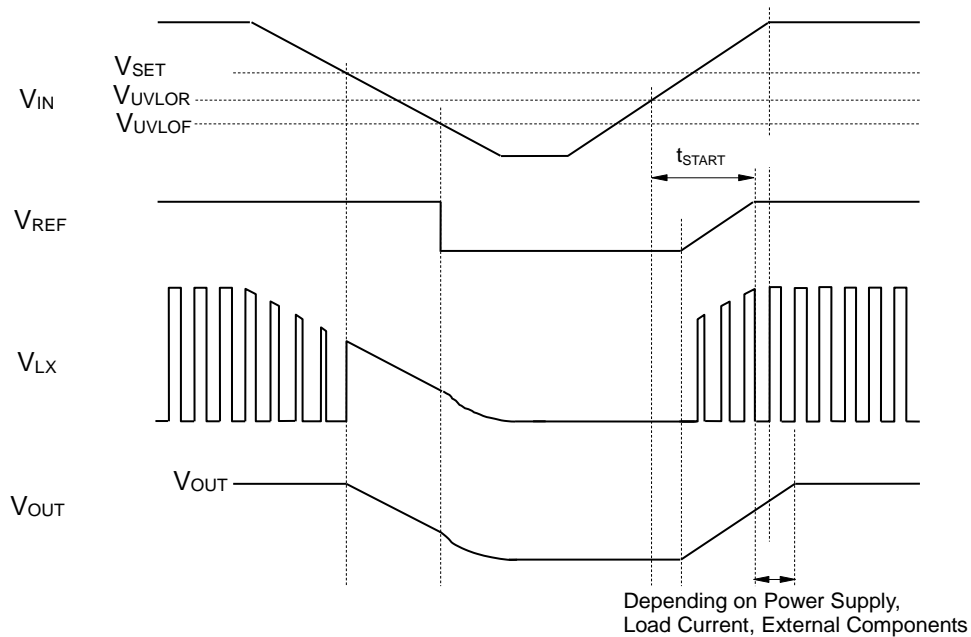 VSET
VIN
VUVLOR
VUVLOF
tSTART
VREF
VLX
VOUT
VOUT
Depending on Power Supply,
Load Current, External Components